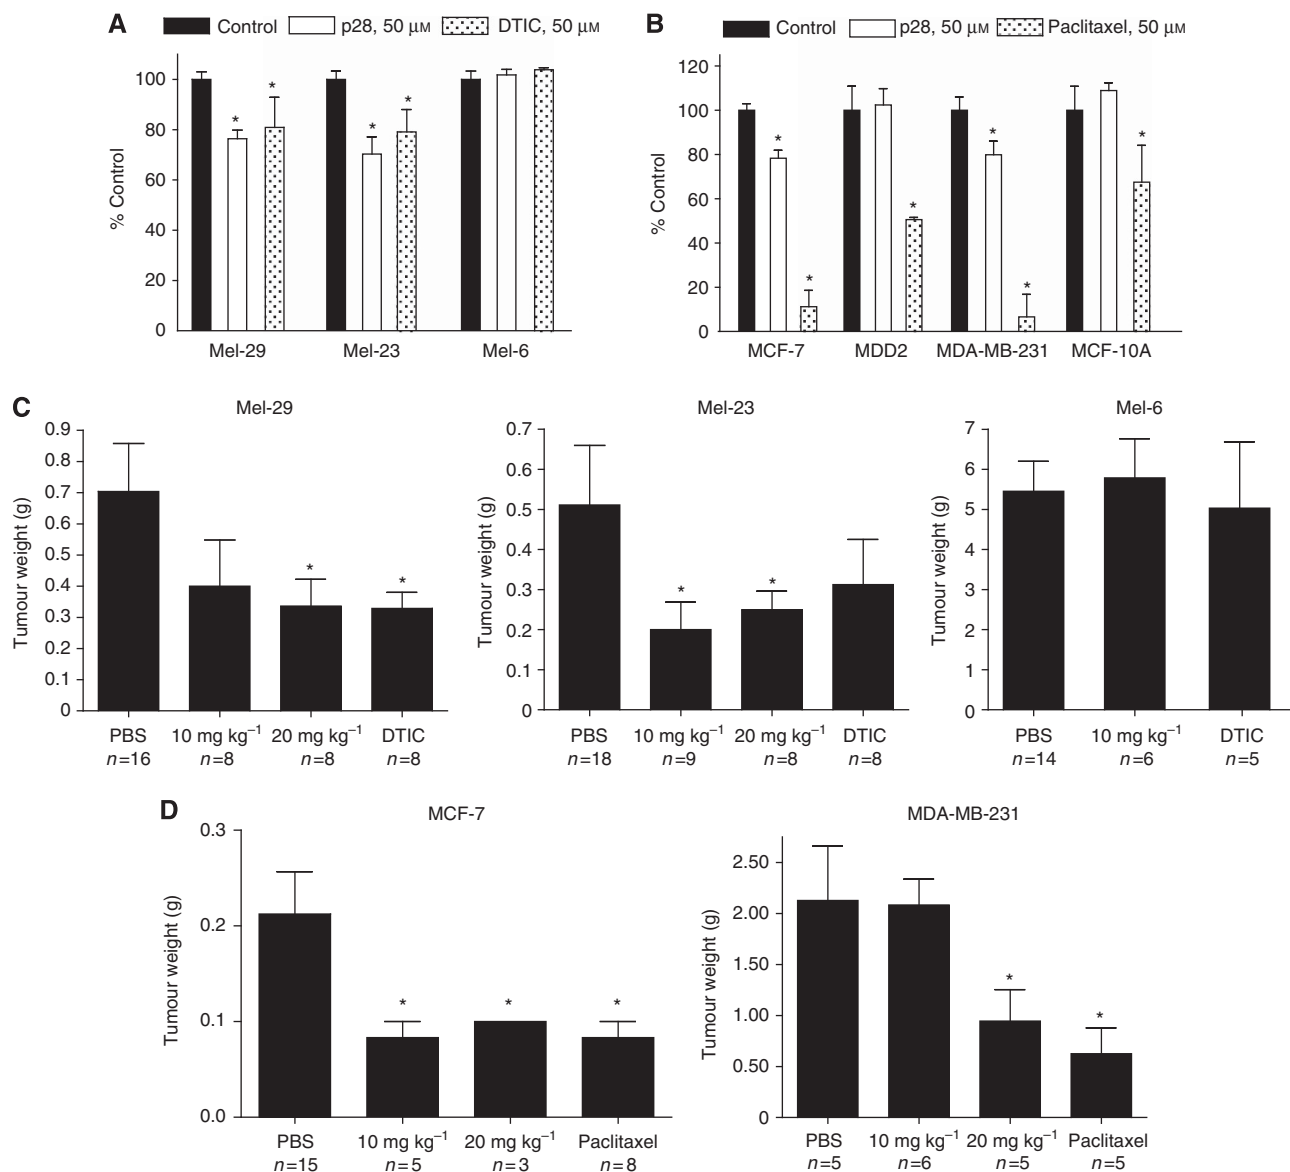 A
Control
p28, 50 μM
DTIC, 50 μM
% Control
100
80
60
40
20
0
Mel-29
Mel-23
Mel-6
*
*
*
*
B
Control
p28, 50 μM
Paclitaxel, 50 μM
% Control
120
100
80
60
40
20
0
MCF-7
MDD2
MDA-MB-231
MCF-10A
*
*
*
*
*
*
C
Mel-29
Tumour weight (g)
0.9
0.8
0.7
0.6
0.5
0.4
0.3
0.2
0.1
0
*
*
PBS
10 mg kg⁻¹
20 mg kg⁻¹
DTIC
n=16
n=8
n=8
n=8
Mel-23
Tumour weight (g)
0.7
0.6
0.5
0.4
0.3
0.2
0.1
0
*
*
PBS
10 mg kg⁻¹
20 mg kg⁻¹
DTIC
n=18
n=9
n=8
n=8
Mel-6
Tumour weight (g)
7
6
5
4
3
2
1
0
PBS
10 mg kg⁻¹
DTIC
n=14
n=6
n=5
D
MCF-7
Tumour weight (g)
0.3
0.2
0.1
0.0
*
*
*
PBS
10 mg kg⁻¹
20 mg kg⁻¹
Paclitaxel
n=15
n=5
n=3
n=8
MDA-MB-231
Tumour weight (g)
2.50
2.00
1.50
1.00
0.50
0
*
*
PBS
10 mg kg⁻¹
20 mg kg⁻¹
Paclitaxel
n=5
n=6
n=5
n=5